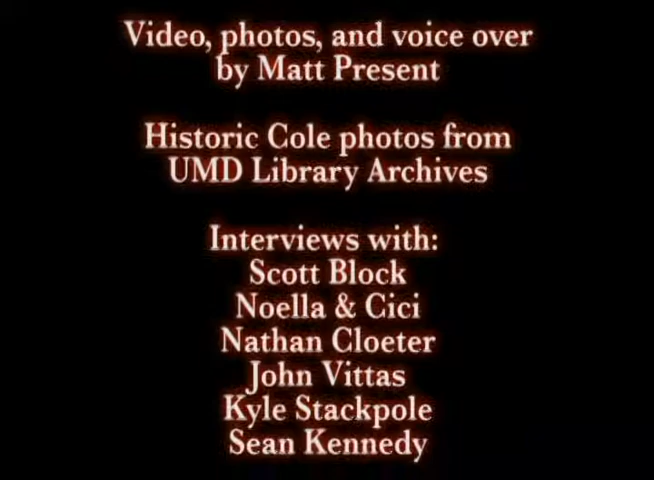 Video, photos, and voice over
by Matt Present
Historic Cole photos from
UMD Library Archives
Interviews with:
Scott Block
Noella & Cici
Nathan Cloeter
John Vittas
Kyle Stackpole
Sean Kennedy